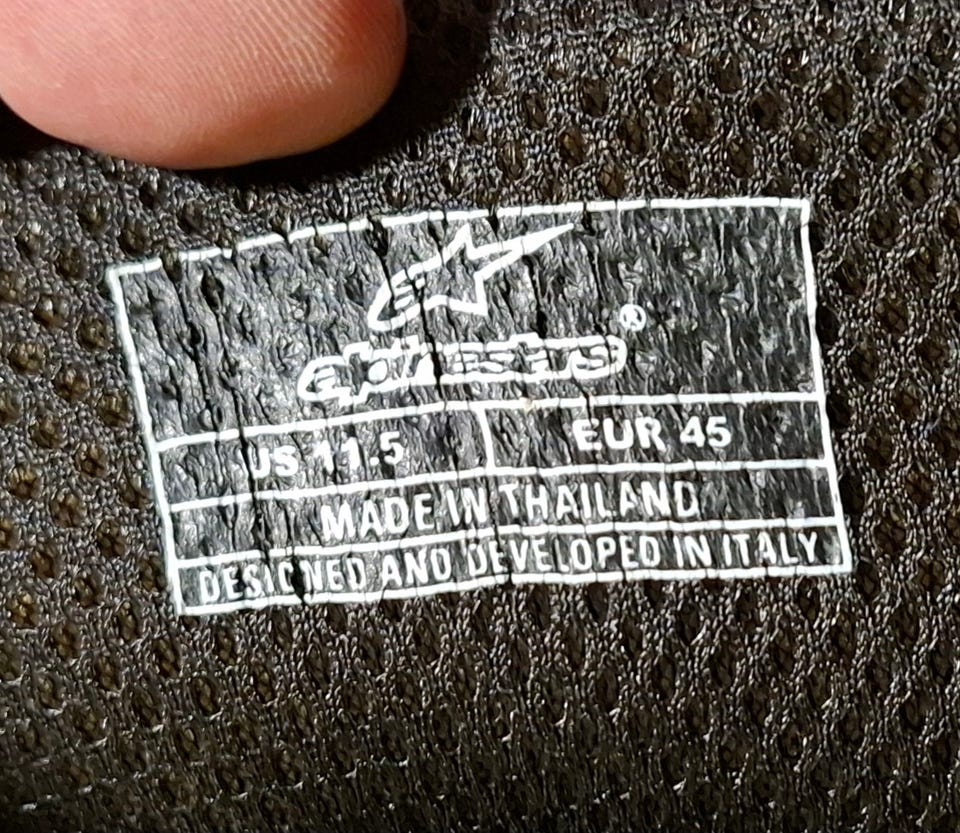 alpinestars®
US 11.5 EUR 45
MADE IN THAILAND
DESIGNED AND DEVELOPED IN ITALY